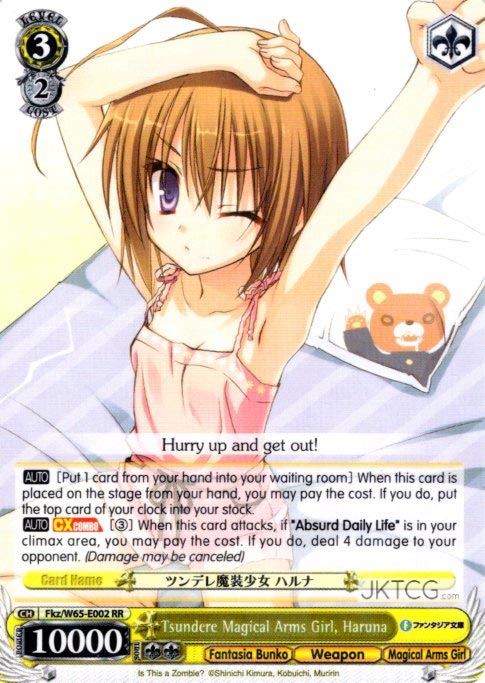 LEVEL
3
2
COST
Hurry up and get out!
AUTO [Put 1 card from your hand into your waiting room] When this card is
placed on the stage from your hand, you may pay the cost. If you do, put
the top card of your clock into your stock.
AUTO CX COMBO [③] When this card attacks, if "Absurd Daily Life" is in your
climax area, you may pay the cost. If you do, deal 4 damage to your
opponent. (Damage may be canceled)
Card Name ツンデレ魔装少女 ハルナ
JKTCG.com
CH Fkz/W65-E002 RR
Tsundere Magical Arms Girl, Haruna ファンタジア文庫
POWER 10000 SOUL Fantasia Bunko Weapon Magical Arms Girl
Is This a Zombie? ©Shinichi Kimura, Kobuichi, Muririn